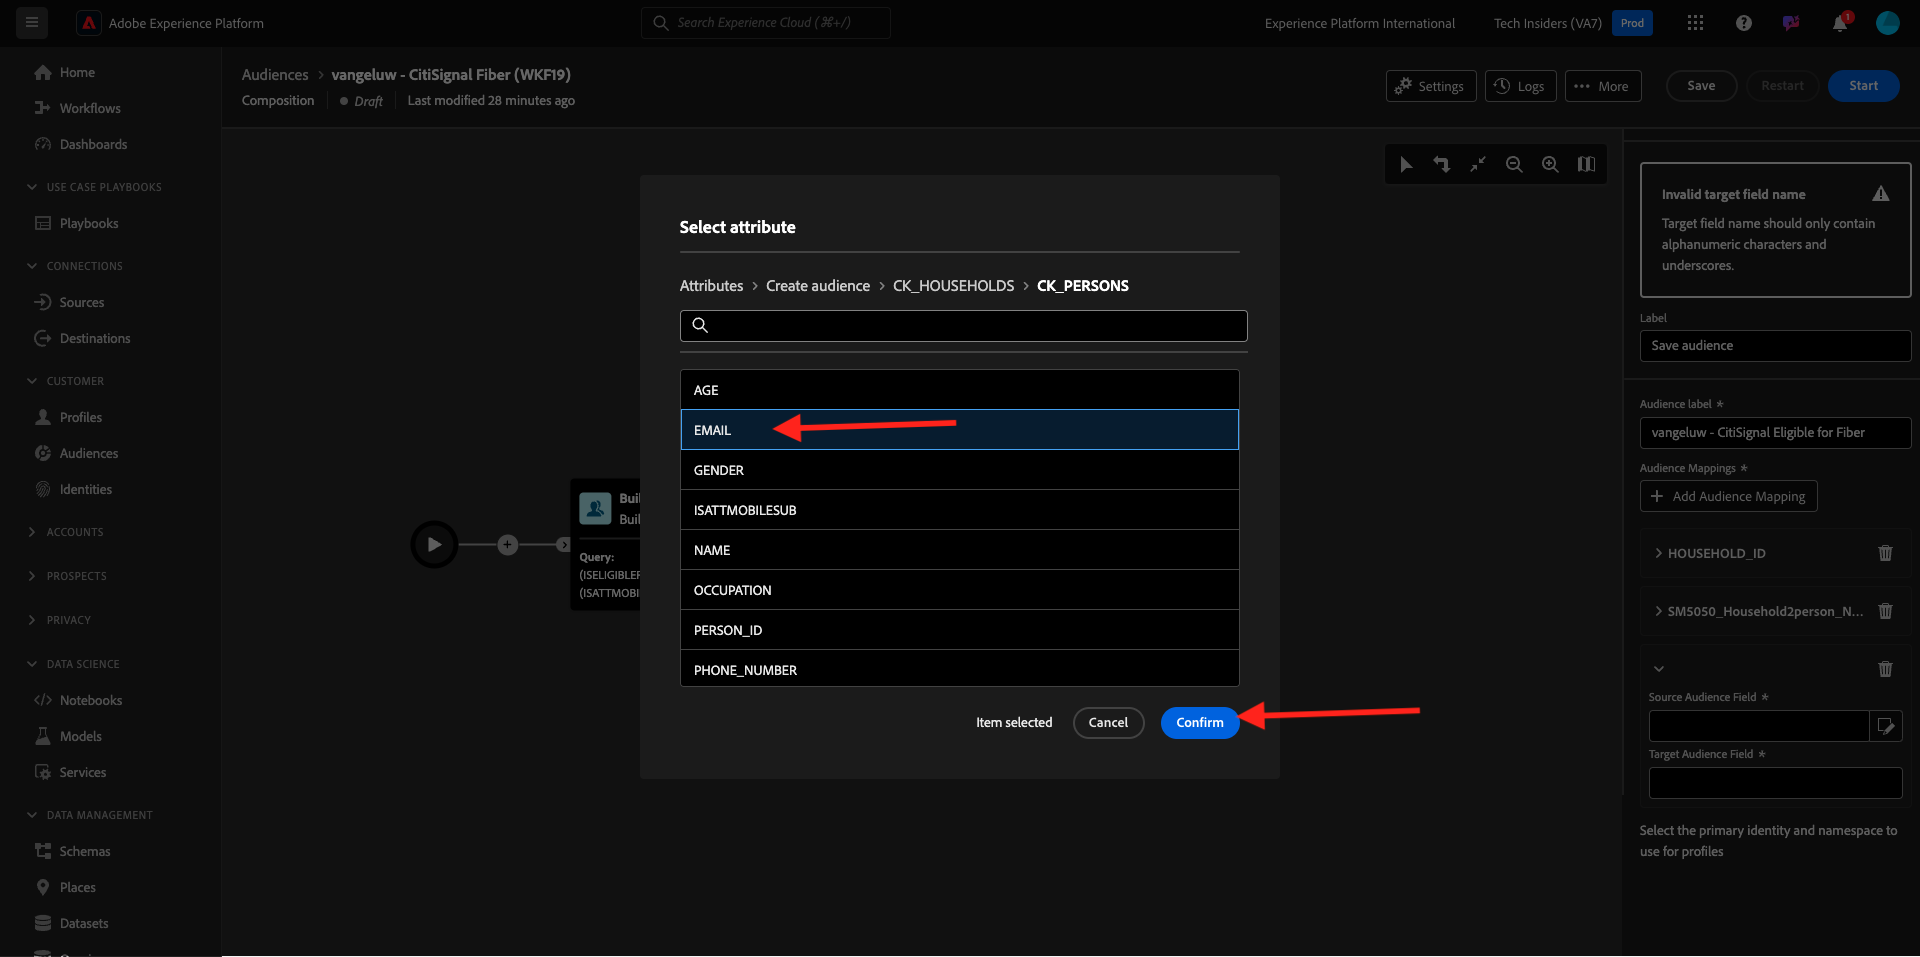 Adobe Experience Platform
Search Experience Cloud (⌘+/)
Experience Platform International
Tech Insiders (VA7)
Prod
1
Home
Workflows
Dashboards
USE CASE PLAYBOOKS
Playbooks
CONNECTIONS
Sources
Destinations
CUSTOMER
Profiles
Audiences
Identities
ACCOUNTS
PROSPECTS
PRIVACY
DATA SCIENCE
Notebooks
Models
Services
DATA MANAGEMENT
Schemas
Places
Datasets
Audiences > vangeluw - CitiSignal Fiber (WKF19)
Composition
Draft
Last modified 28 minutes ago
Settings
Logs
More
Save
Restart
Start
Buil
Buil
Query:
(ISELIGIBLEF
(ISATTMOBI
Select attribute
Attributes > Create audience > CK_HOUSEHOLDS > CK_PERSONS
AGE
EMAIL
GENDER
ISATTMOBILESUB
NAME
OCCUPATION
PERSON_ID
PHONE_NUMBER
Item selected
Cancel
Confirm
Invalid target field name
Target field name should only contain
alphanumeric characters and
underscores.
Label
Save audience
Audience label *
vangeluw - CitiSignal Eligible for Fiber
Audience Mappings *
Add Audience Mapping
HOUSEHOLD_ID
SM5050_Household2person_N...
Source Audience Field *
Target Audience Field *
Select the primary identity and namespace to
use for profiles